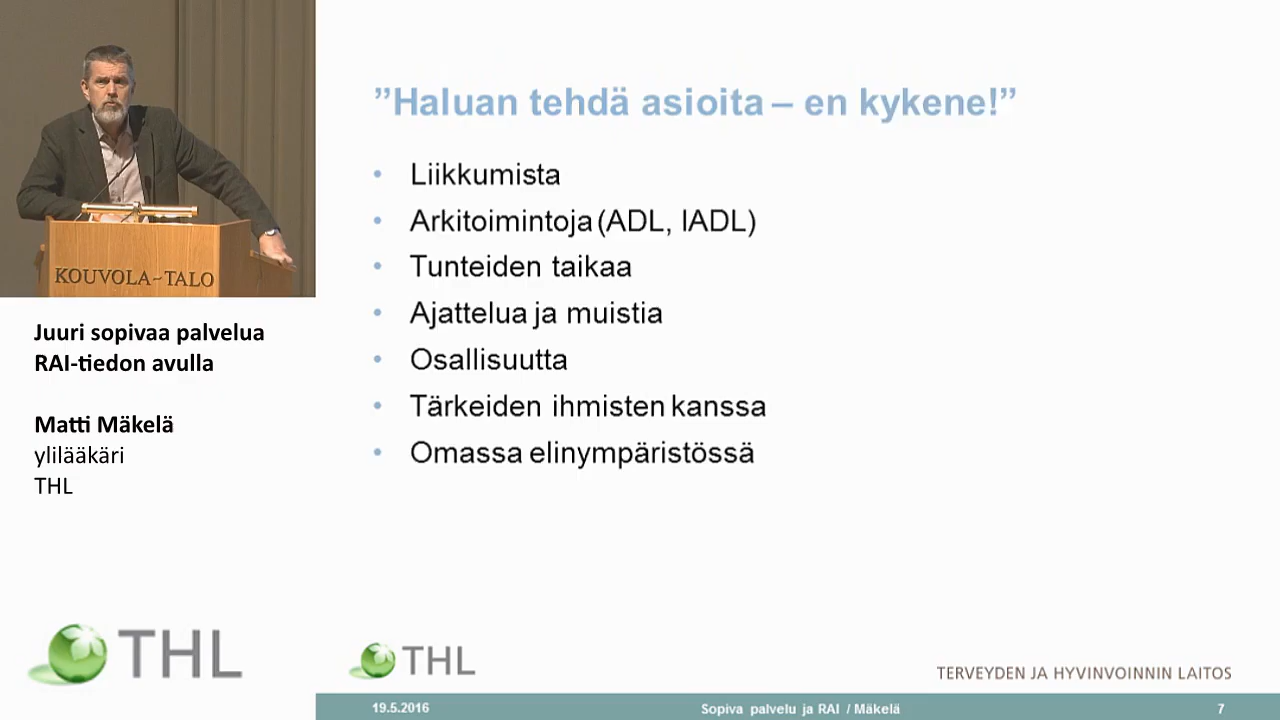 KOUVOLA-TALO
Juuri sopivaa palvelua
RAI-tiedon avulla
Matti Mäkelä
ylilääkäri
THL
THL
”Haluan tehdä asioita – en kykene!”
• Liikkumista
• Arkitoimintoja (ADL, IADL)
• Tunteiden taikaa
• Ajattelua ja muistia
• Osallisuutta
• Tärkeiden ihmisten kanssa
• Omassa elinympäristössä
THL
TERVEYDEN JA HYVINVOINNIN LAITOS
19.5.2016
Sopiva palvelu ja RAI / Mäkelä
7